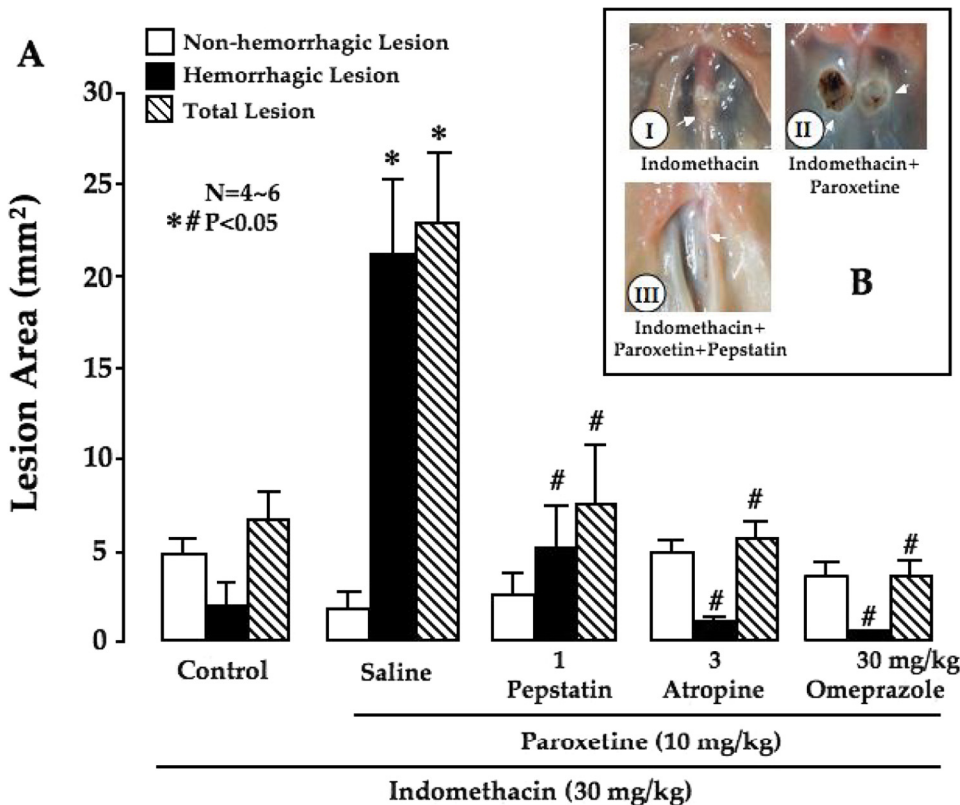 A
Non-hemorrhagic Lesion
Hemorrhagic Lesion
Total Lesion
N=4~6
*# P<0.05
Lesion Area (mm²)
30
25
20
15
10
5
0
*
*
#
#
#
#
#
#
Control
Saline
1
Pepstatin
3
Atropine
30 mg/kg
Omeprazole
Paroxetine (10 mg/kg)
Indomethacin (30 mg/kg)
I
Indomethacin
II
Indomethacin+
Paroxetine
III
Indomethacin+
Paroxetin+Pepstatin
B